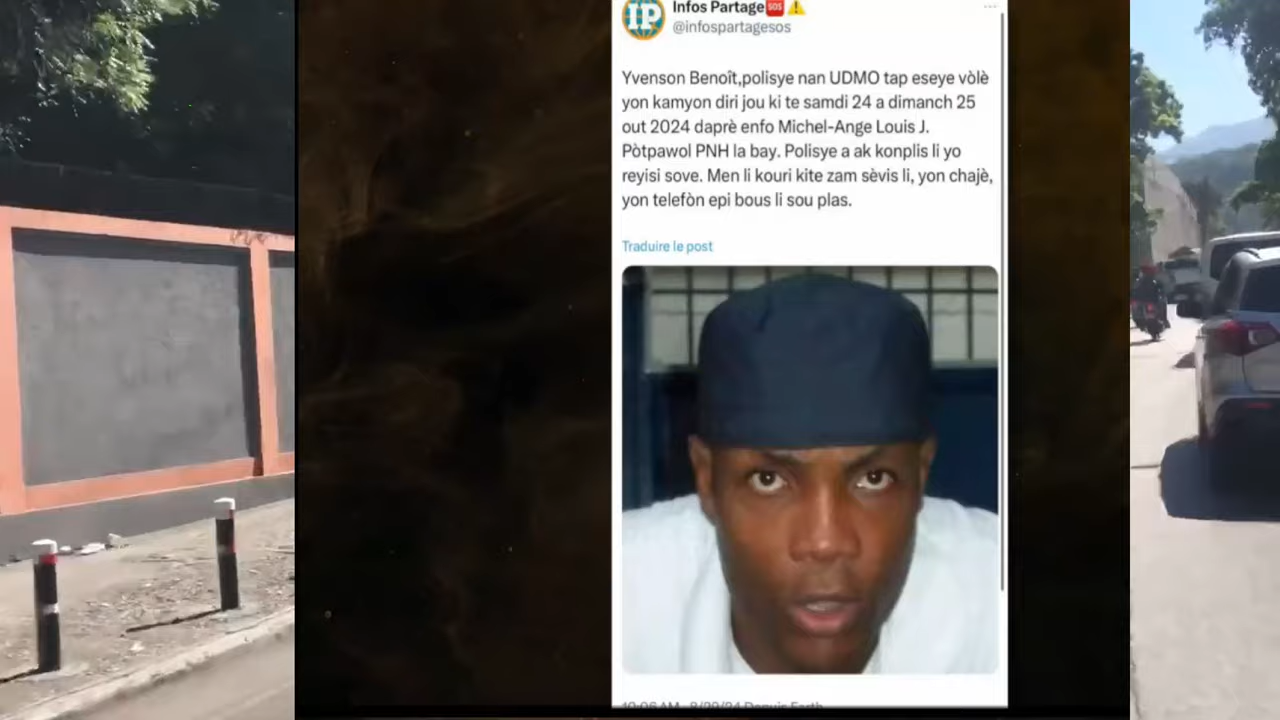 IP
Infos Partage🆘⚠️
@infospartagesos
Yvenson Benoît,polisye nan UDMO tap eseye vòlè
yon kamyon diri jou ki te samdi 24 a dimanch 25
out 2024 daprè enfo Michel-Ange Louis J.
Pòtpawol PNH la bay. Polisye a ak konplis li yo
reyisi sove. Men li kouri kite zam sèvis li, yon chajè,
yon telefòn epi bous li sou plas.
Traduire le post